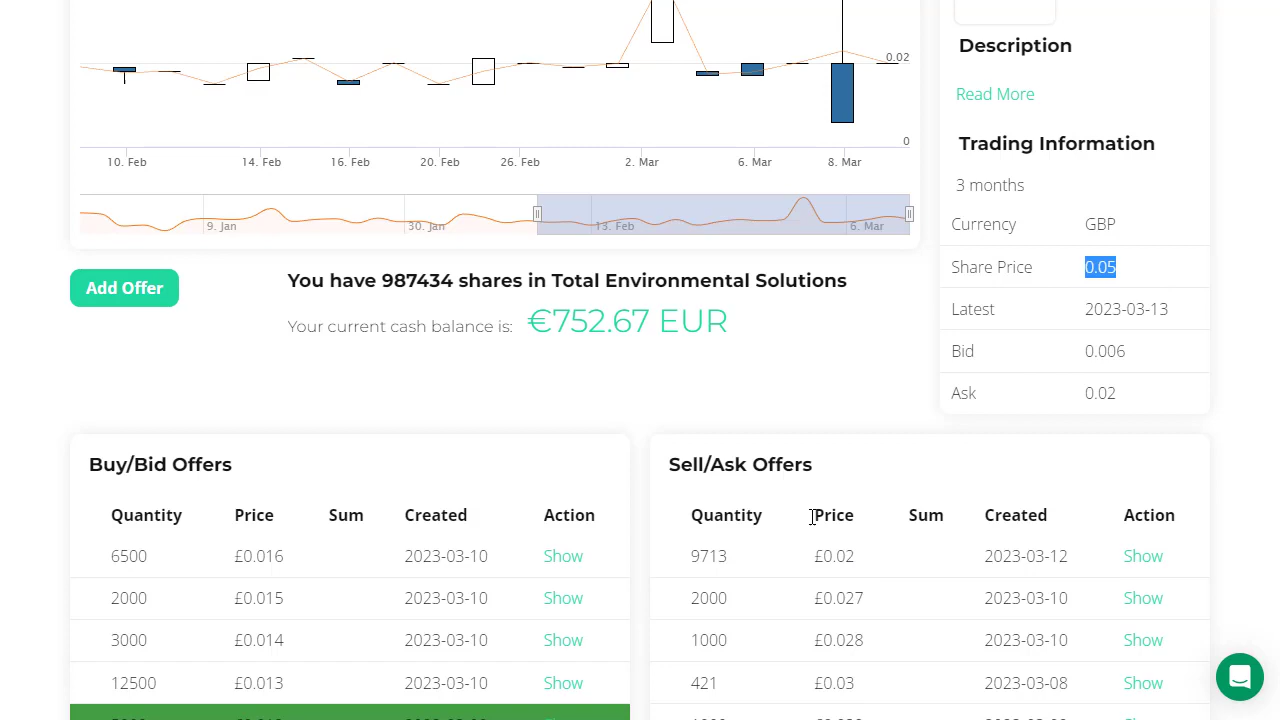 0.02
0
10. Feb 14. Feb 16. Feb 20. Feb 26. Feb 2. Mar 6. Mar 8. Mar
9. Jan 30. Jan 13. Feb 6. Mar
Add Offer
You have 987434 shares in Total Environmental Solutions
Your current cash balance is: €752.67 EUR
Description
Read More
Trading Information
3 months
Currency GBP
Share Price 0.05
Latest 2023-03-13
Bid 0.006
Ask 0.02
Buy/Bid Offers
Quantity Price Sum Created Action
6500 £0.016 2023-03-10 Show
2000 £0.015 2023-03-10 Show
3000 £0.014 2023-03-10 Show
12500 £0.013 2023-03-10 Show
Sell/Ask Offers
Quantity Price Sum Created Action
9713 £0.02 2023-03-12 Show
2000 £0.027 2023-03-10 Show
1000 £0.028 2023-03-10 Show
421 £0.03 2023-03-08 Show